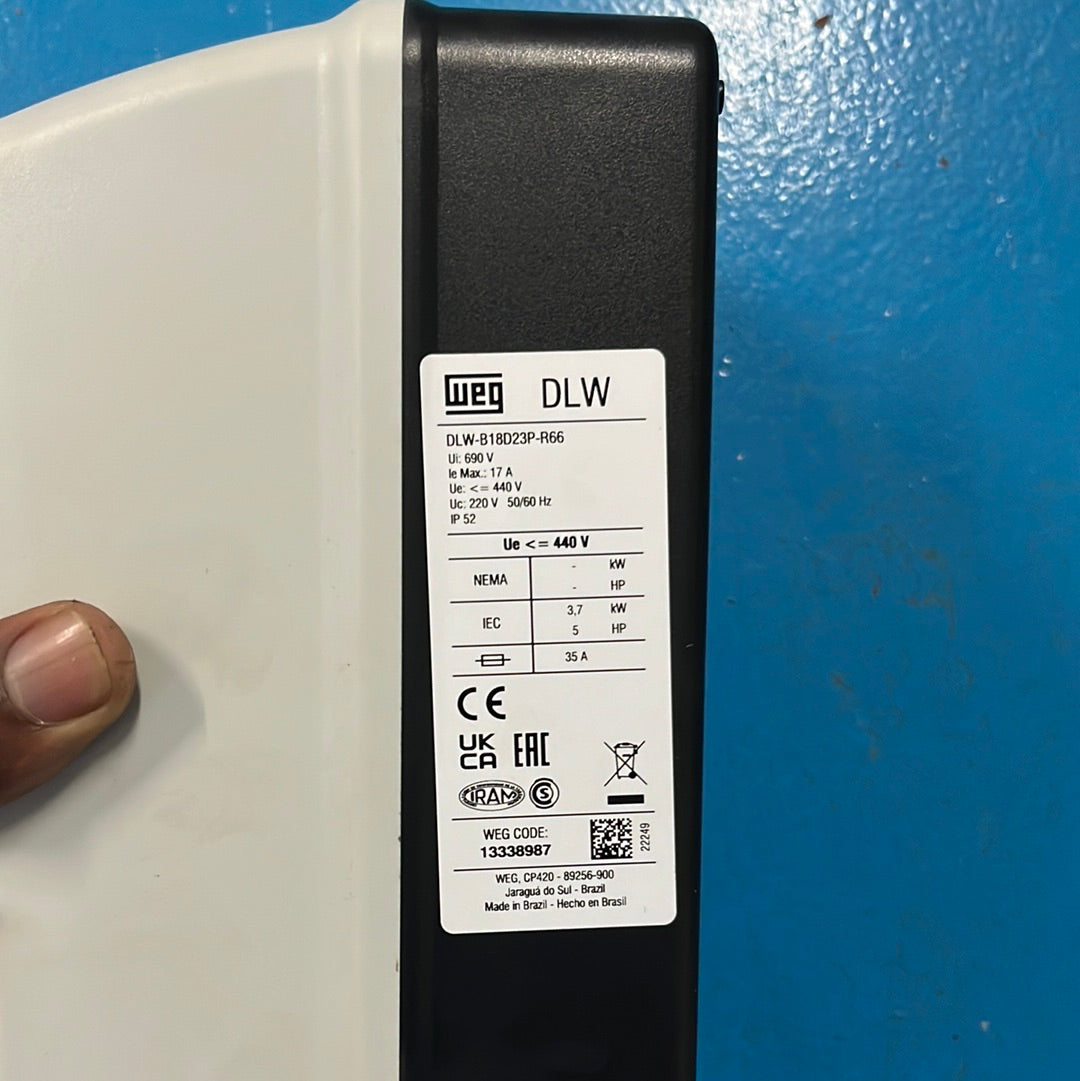 WEG DLW
DLW-B18D23P-R66
Ui: 690 V
Ie Max.: 17 A
Ue: <= 440 V
Uc: 220 V 50/60 Hz
IP 52
Ue <= 440 V
NEMA - kW
- HP
IEC 3,7 kW
5 HP
35 A
CE
UK
CA EAC
IRAM S
WEG CODE:
13338987
22249
WEG, CP420 - 89256-900
Jaraguá do Sul - Brazil
Made in Brazil - Hecho en Brasil